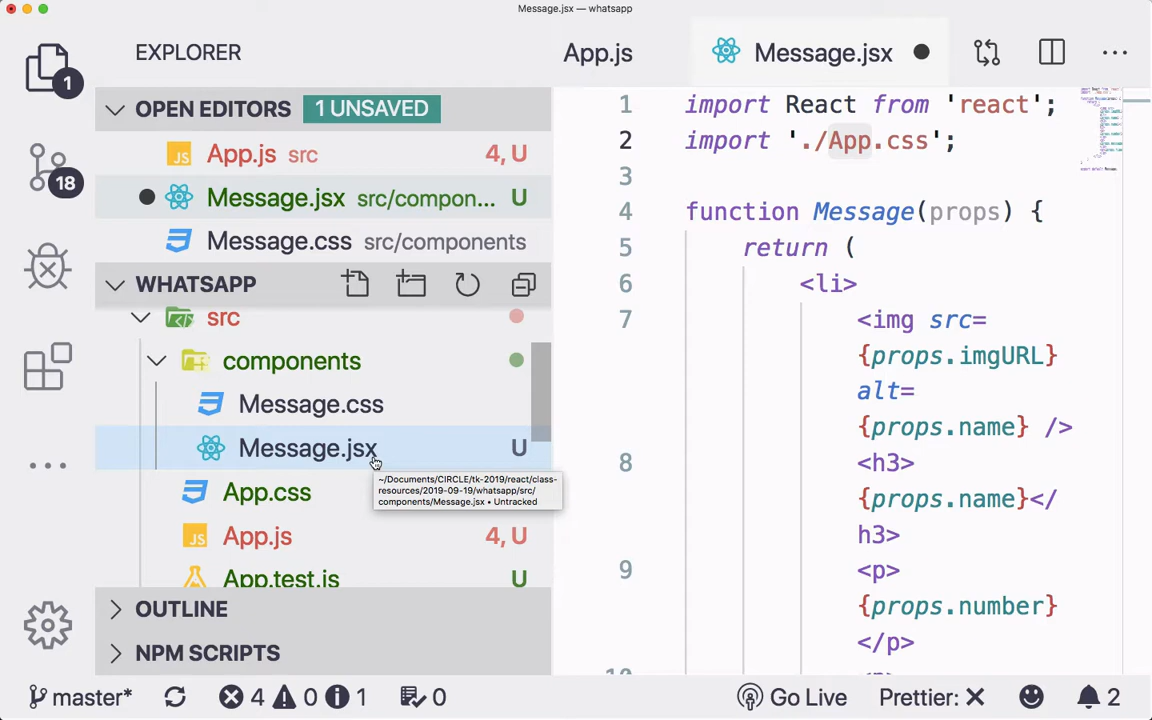 Message.jsx — whatsapp
EXPLORER
App.js
Message.jsx
1
OPEN EDITORS 1 UNSAVED
App.js src 4, U
Message.jsx src/compon... U
Message.css src/components
18
WHATSAPP
src
components
Message.css
Message.jsx U
~/Documents/CIRCLE/tk-2019/react/class-
resources/2019-09-19/whatsapp/src/
components/Message.jsx • Untracked
App.css
App.js 4, U
App.test.js U
OUTLINE
NPM SCRIPTS
1 import React from 'react';
2 import './App.css';
3
4 function Message(props) {
5 return (
6 <li>
7 <img src=
{props.imgURL}
alt=
{props.name} />
8 <h3>
{props.name}</
h3>
9 <p>
{props.number}
</p>
master* 4 0 1 0 Go Live Prettier: 2